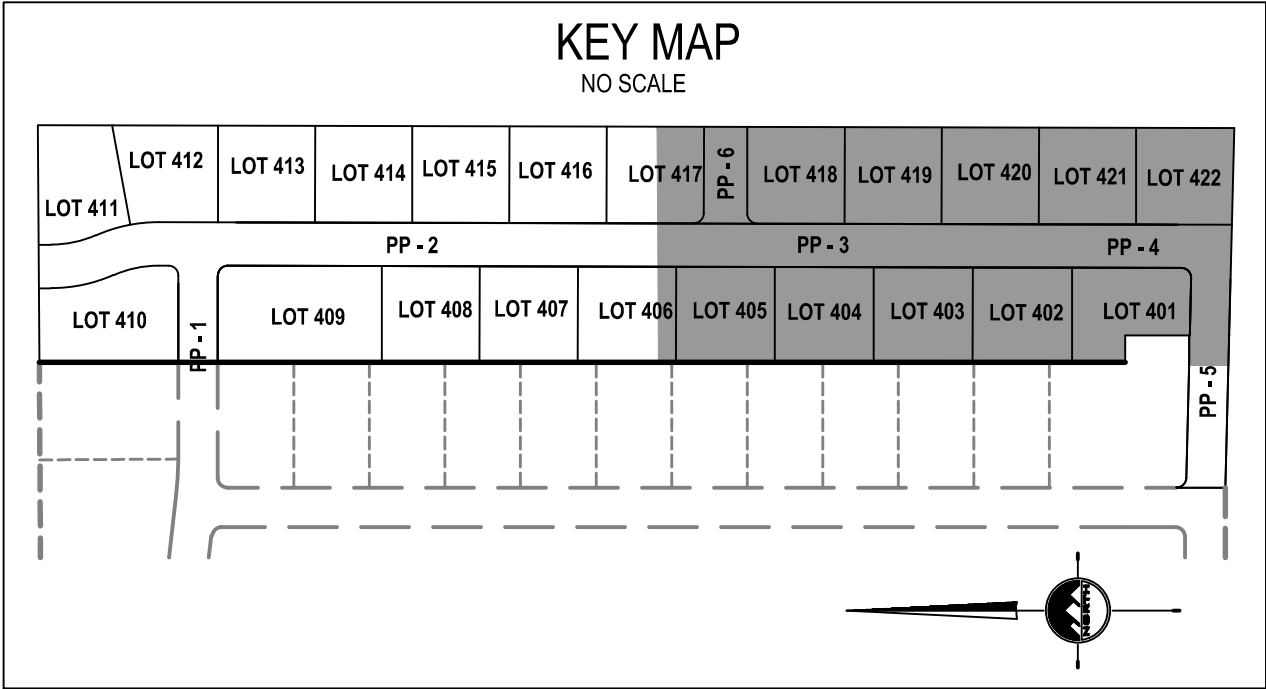 KEY MAP
NO SCALE
LOT 411
LOT 412
LOT 413
LOT 414
LOT 415
LOT 416
LOT 417
PP - 6
LOT 418
LOT 419
LOT 420
LOT 421
LOT 422
PP - 2
PP - 3
PP - 4
LOT 410
PP - 1
LOT 409
LOT 408
LOT 407
LOT 406
LOT 405
LOT 404
LOT 403
LOT 402
LOT 401
PP - 5
NORTH